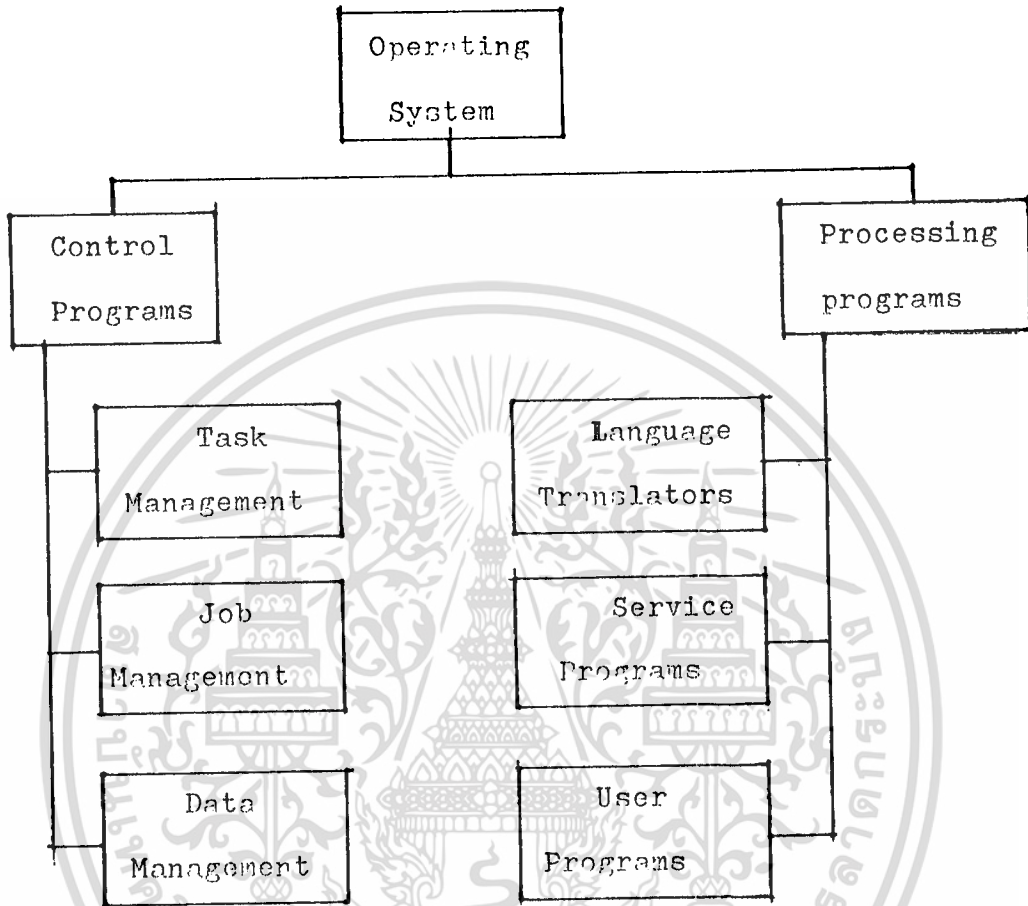 Operating
System
Control
Programs
Processing
programs
Task
Management
Language
Translators
Job
Management
Service
Programs
Data
Management
User
Programs